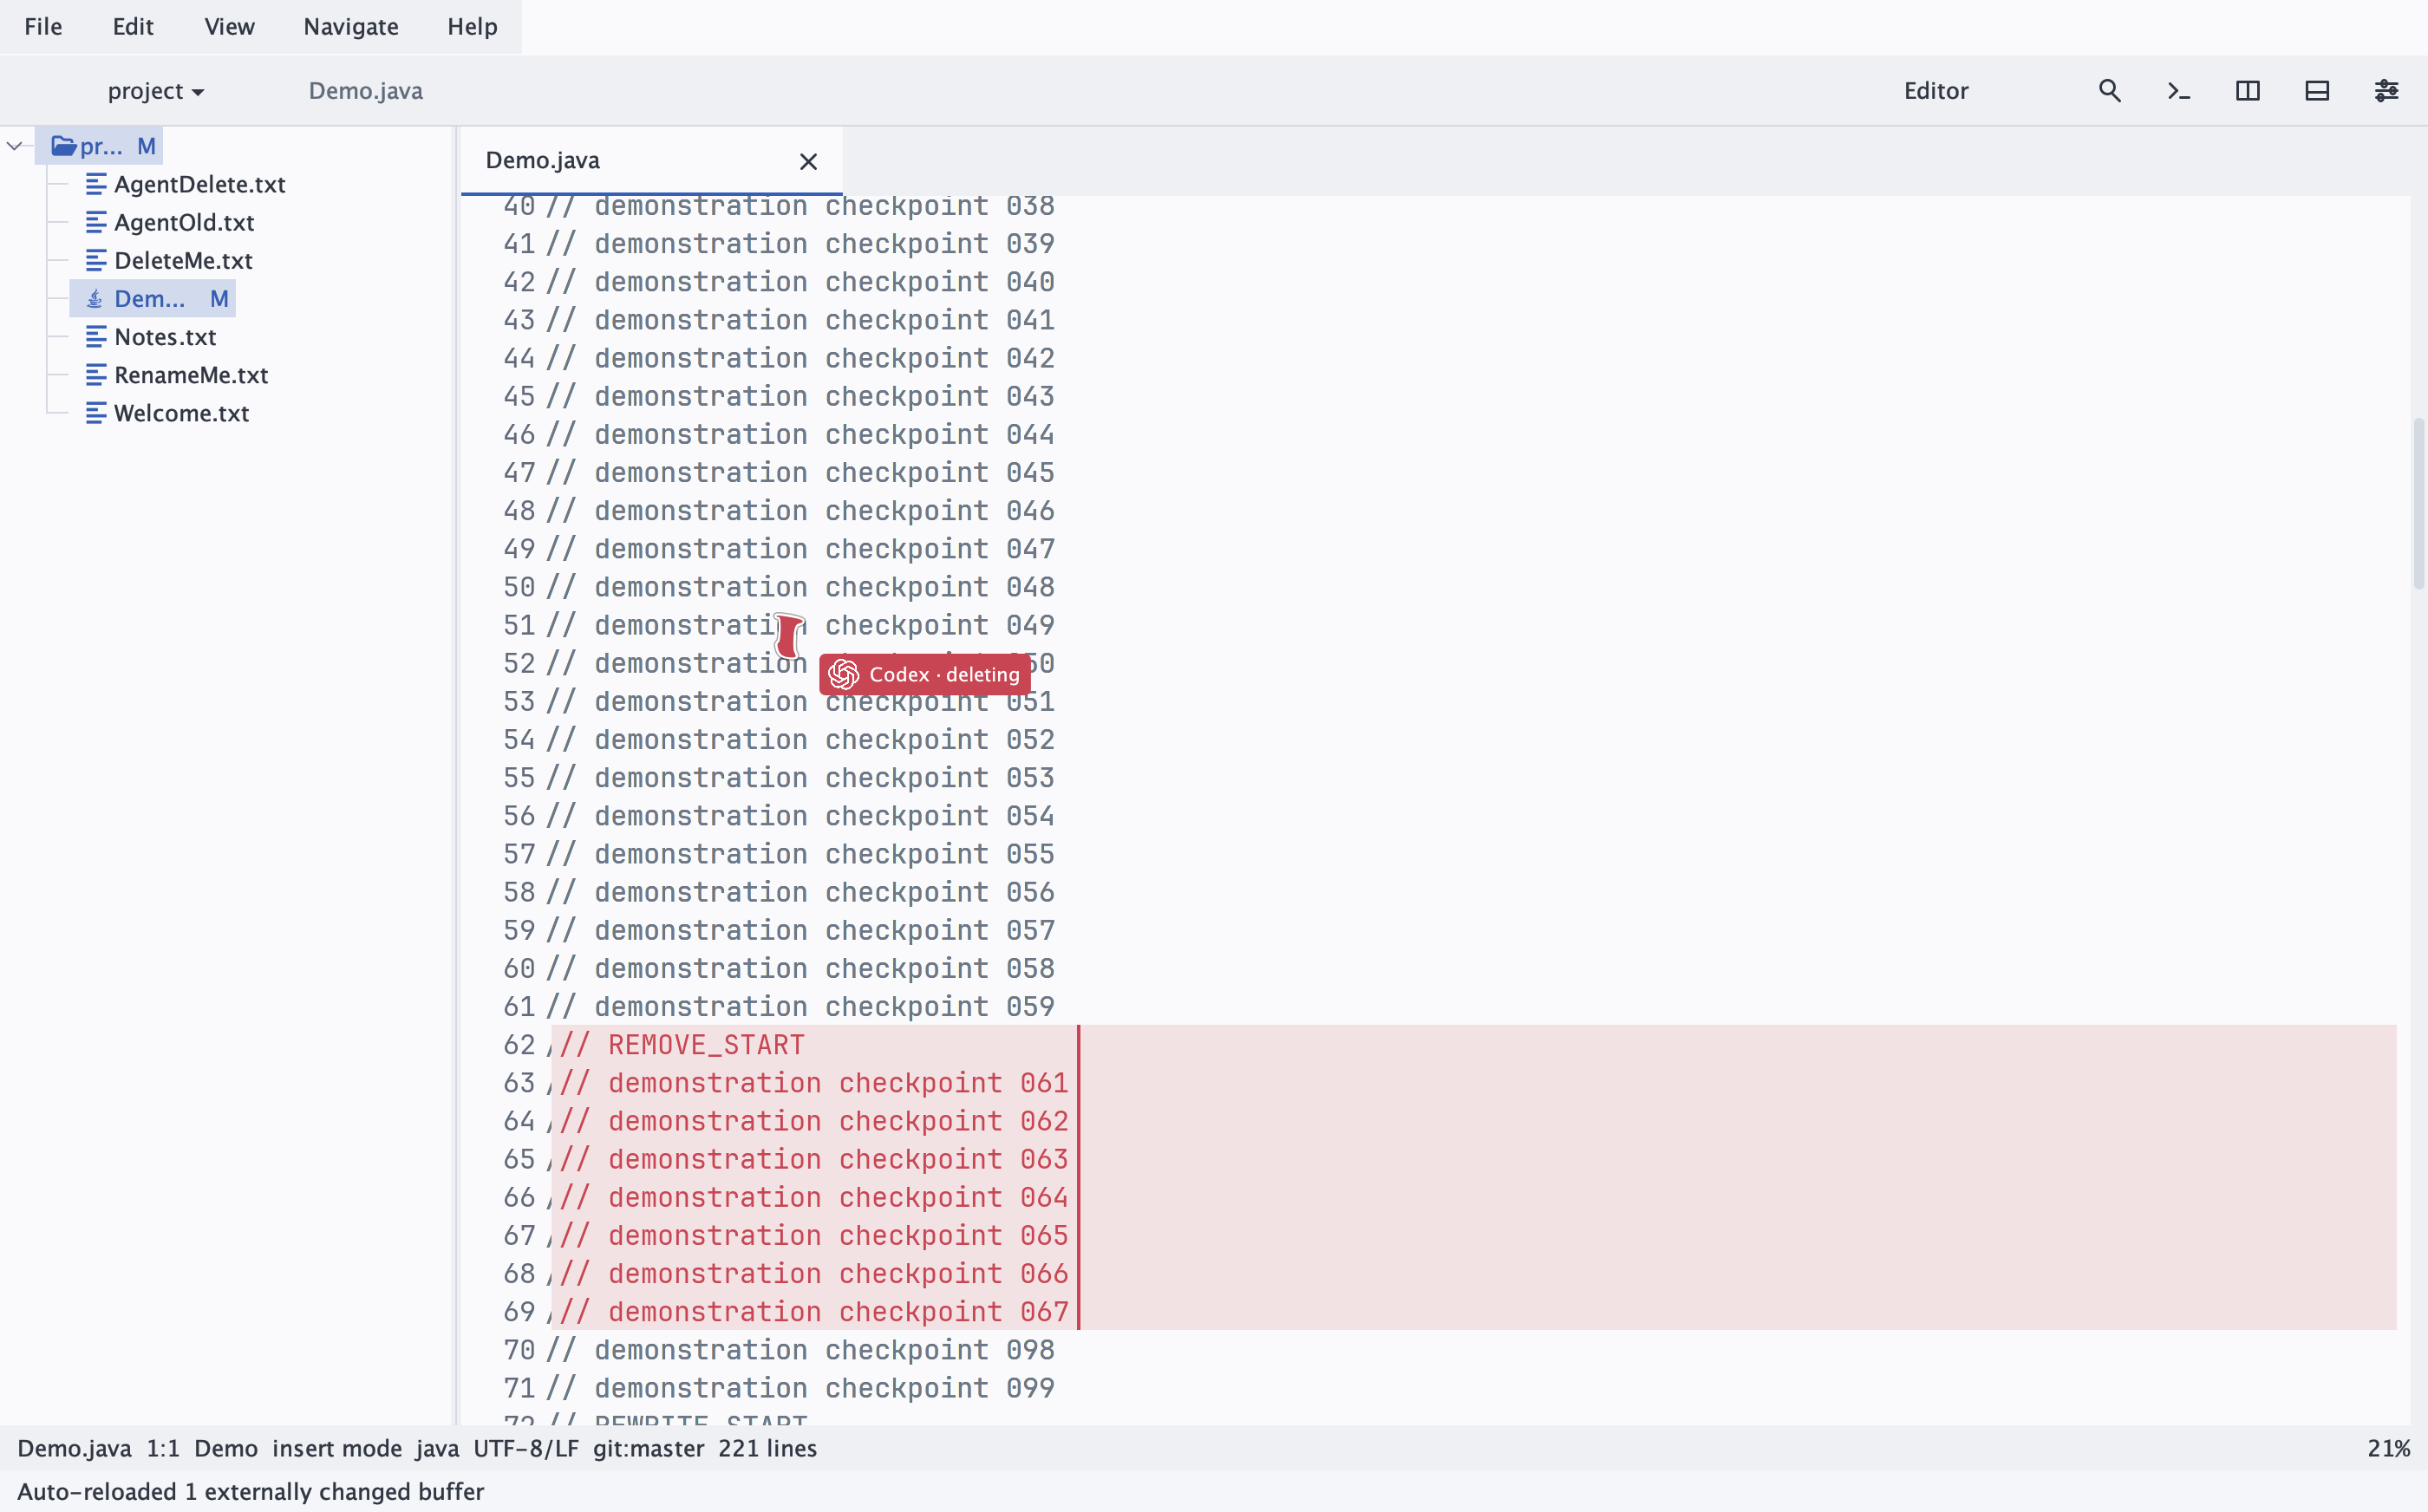 File Edit View Navigate Help
project Demo.java Editor
pr... M
AgentDelete.txt
AgentOld.txt
DeleteMe.txt
Dem... M
Notes.txt
RenameMe.txt
Welcome.txt
Demo.java
40 // demonstration checkpoint 038
41 // demonstration checkpoint 039
42 // demonstration checkpoint 040
43 // demonstration checkpoint 041
44 // demonstration checkpoint 042
45 // demonstration checkpoint 043
46 // demonstration checkpoint 044
47 // demonstration checkpoint 045
48 // demonstration checkpoint 046
49 // demonstration checkpoint 047
50 // demonstration checkpoint 048
51 // demonstration checkpoint 049
52 // demonstration 50
Codex · deleting
53 // demonstration checkpoint 051
54 // demonstration checkpoint 052
55 // demonstration checkpoint 053
56 // demonstration checkpoint 054
57 // demonstration checkpoint 055
58 // demonstration checkpoint 056
59 // demonstration checkpoint 057
60 // demonstration checkpoint 058
61 // demonstration checkpoint 059
62 // REMOVE_START
63 // demonstration checkpoint 061
64 // demonstration checkpoint 062
65 // demonstration checkpoint 063
66 // demonstration checkpoint 064
67 // demonstration checkpoint 065
68 // demonstration checkpoint 066
69 // demonstration checkpoint 067
70 // demonstration checkpoint 098
71 // demonstration checkpoint 099
72 // REWRITE_START
Demo.java 1:1 Demo insert mode java UTF-8/LF git:master 221 lines 21%
Auto-reloaded 1 externally changed buffer